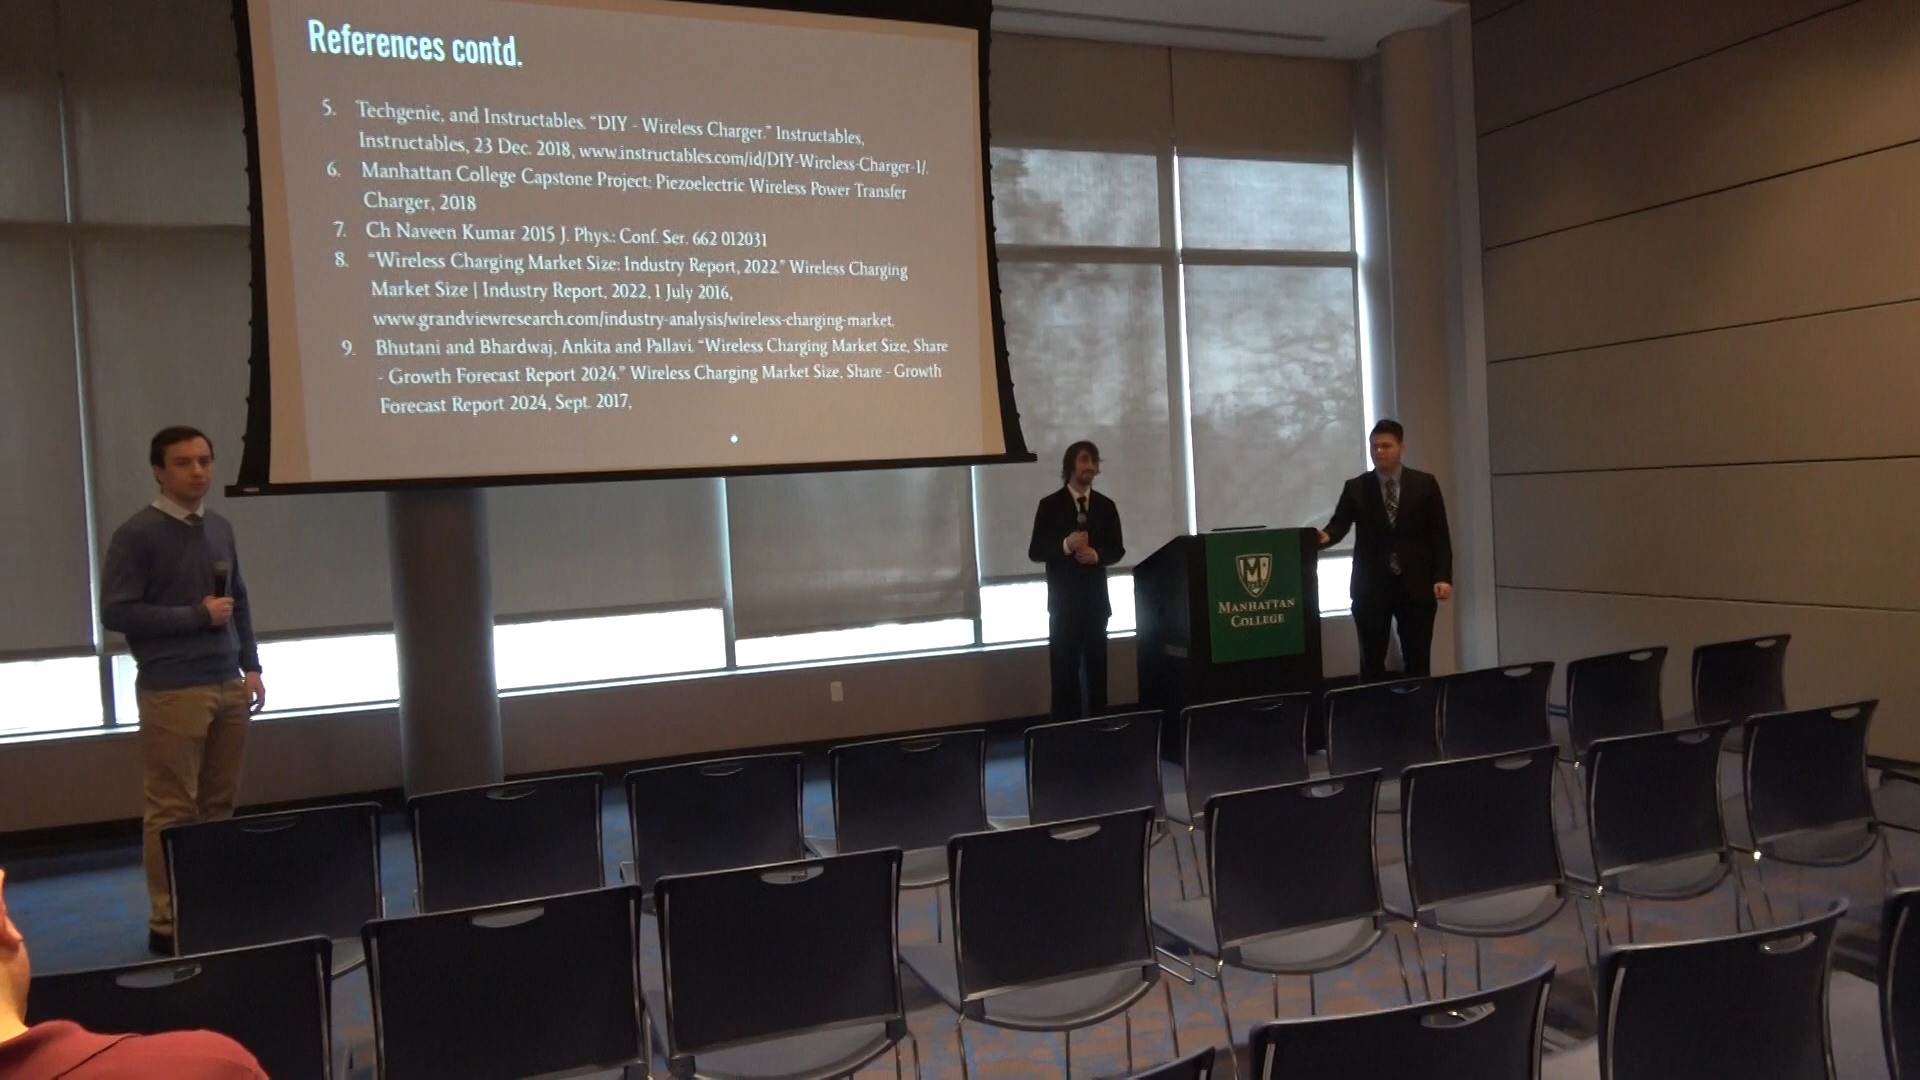 References contd.
5. Techgenie, and Instructables. “DIY - Wireless Charger.” Instructables,
Instructables, 23 Dec. 2018, www.instructables.com/id/DIY-Wireless-Charger-1/.
6. Manhattan College Capstone Project: Piezoelectric Wireless Power Transfer
Charger, 2018
7. Ch Naveen Kumar 2015 J. Phys.: Conf. Ser. 662 012031
8. “Wireless Charging Market Size: Industry Report, 2022.” Wireless Charging
Market Size | Industry Report, 2022, 1 July 2016,
www.grandviewresearch.com/industry-analysis/wireless-charging-market.
9. Bhutani and Bhardwaj, Ankita and Pallavi. “Wireless Charging Market Size, Share
- Growth Forecast Report 2024.” Wireless Charging Market Size, Share - Growth
Forecast Report 2024, Sept. 2017,
M
MANHATTAN
COLLEGE